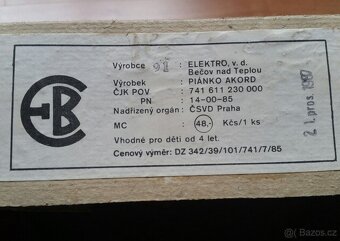 Výrobce : ELEKTRO, v. d.
Bečov nad Teplou
Výrobek : PIÁNKO AKORD
ČJK POV : 741 611 230 000
PN : 14-00-85
Nadřízený orgán : ČSVD Praha
MC : 48,- Kčs/1 ks
Vhodné pro děti od 4 let.
Cenový výměr: DZ 342/39/101/741/7/85
EB
2. I. pros. 1987
Bazos.cz